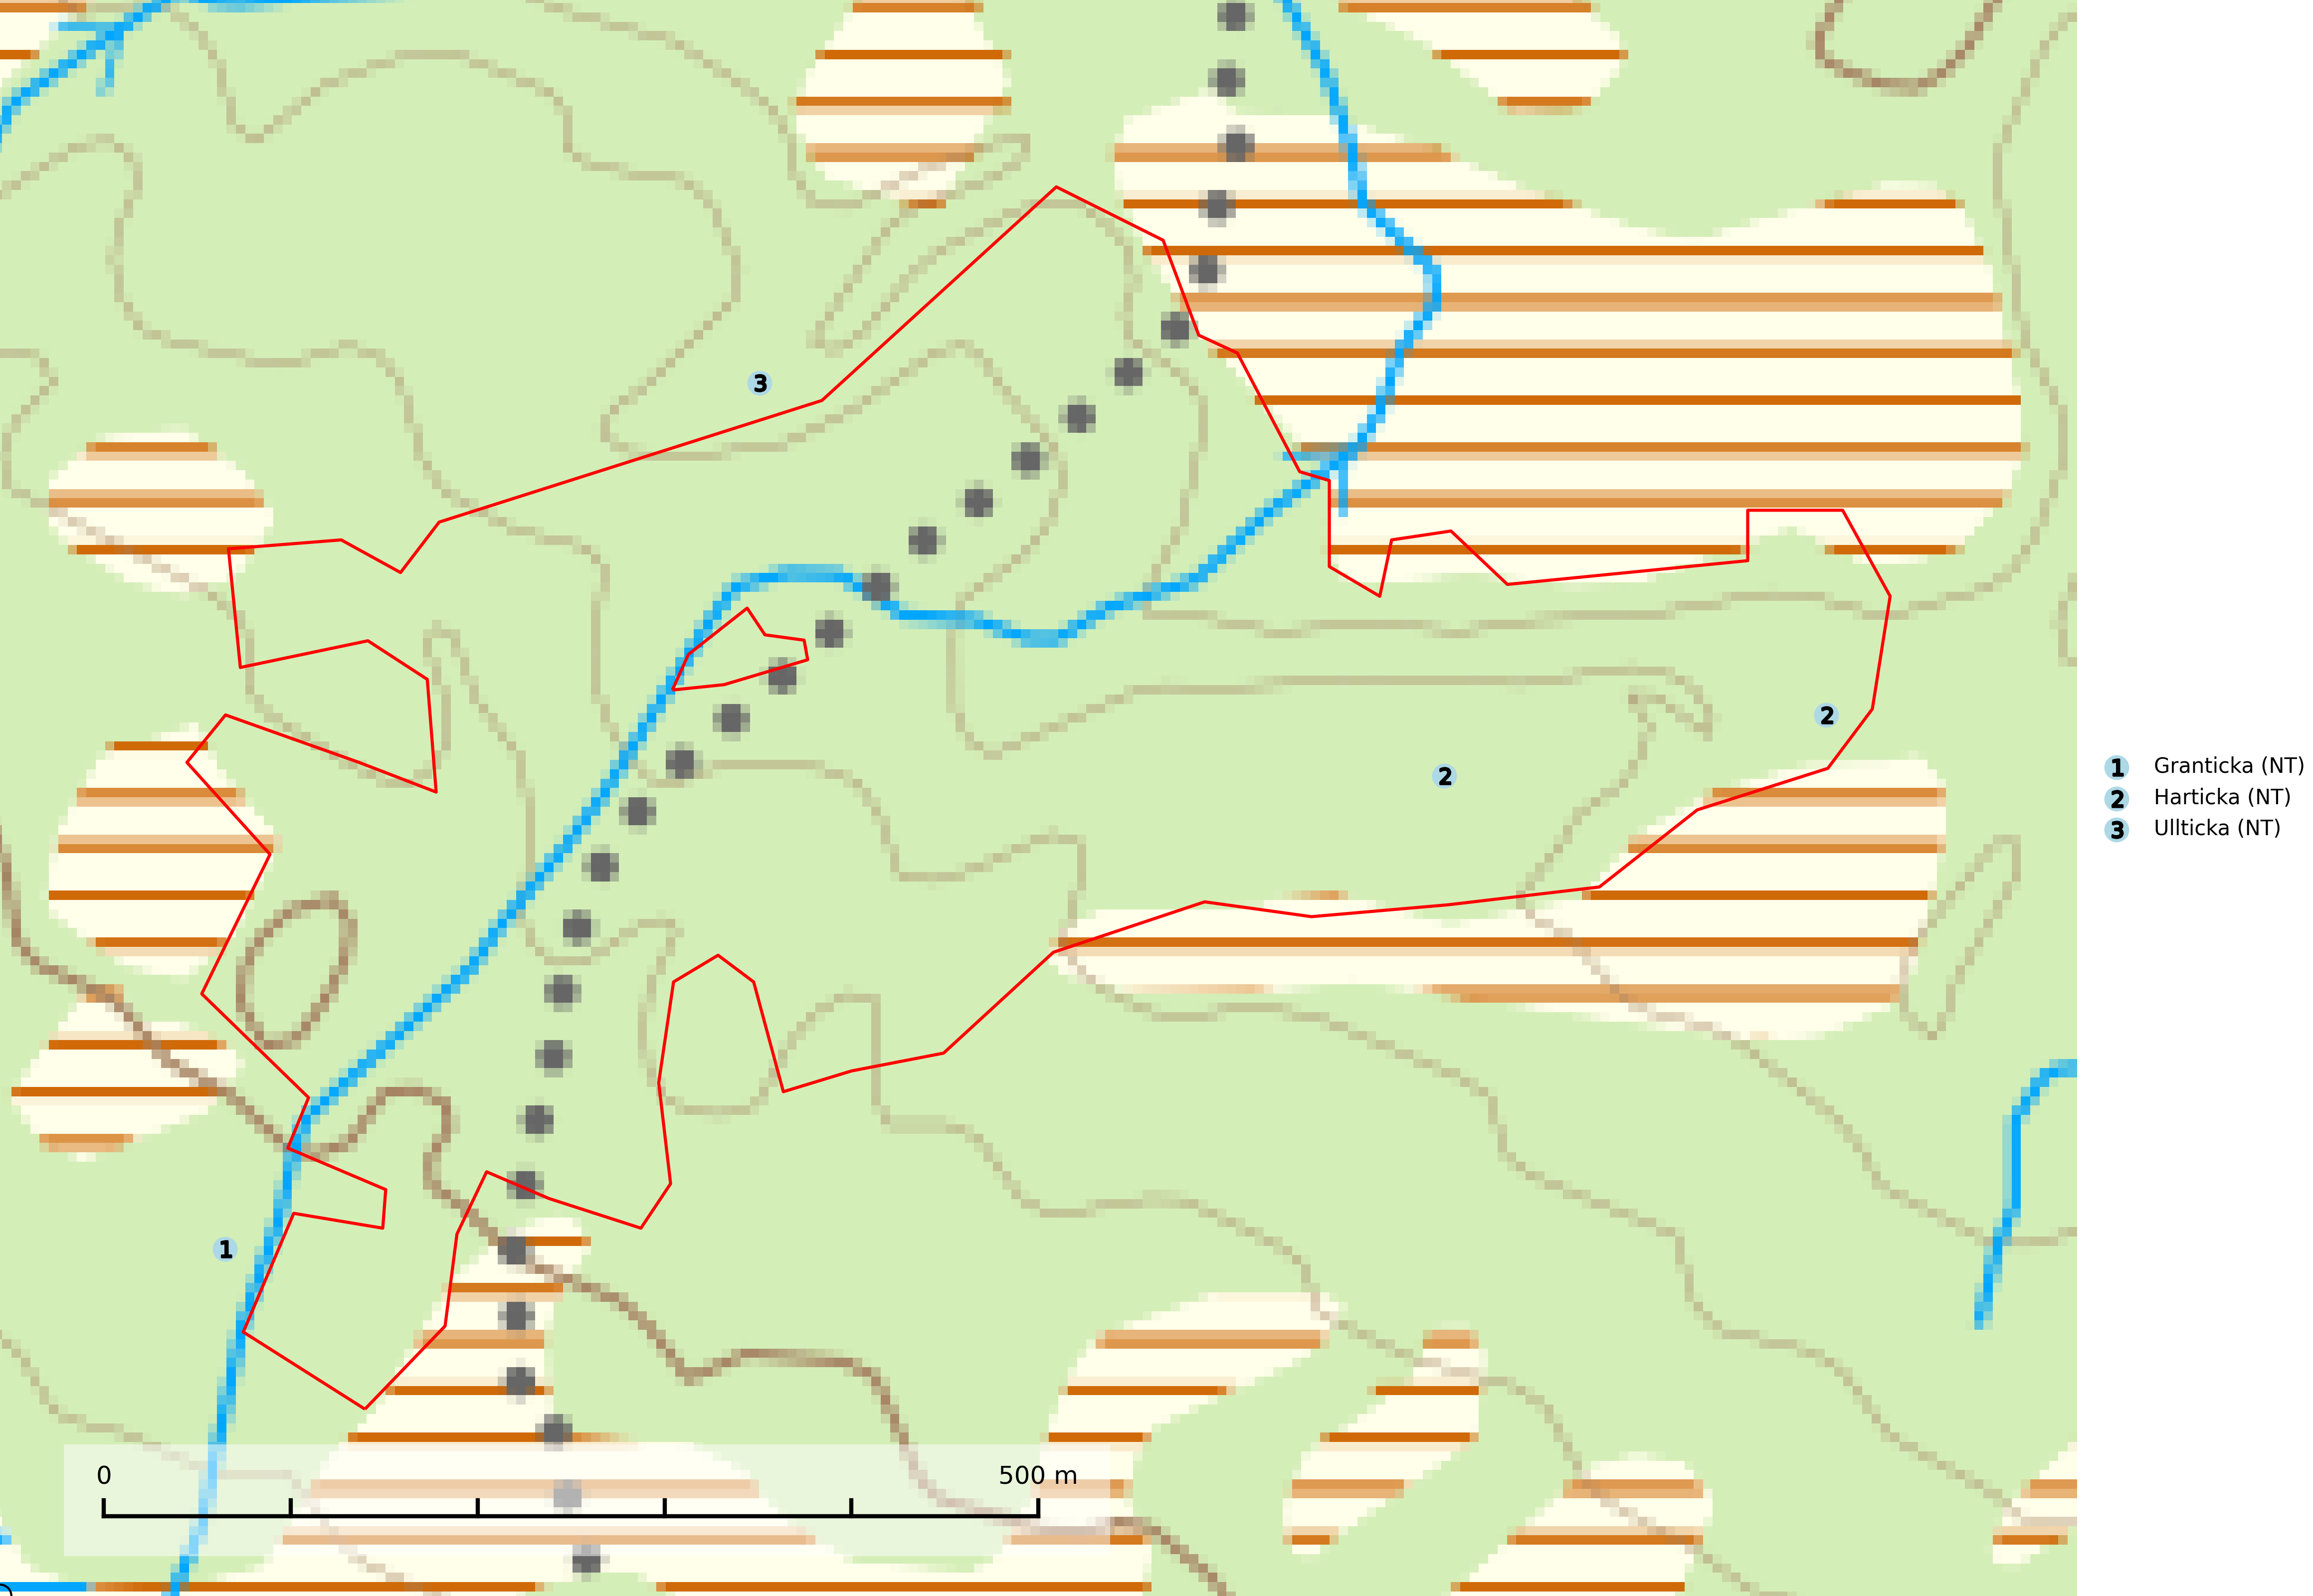 3
2
2
1
1 Granticka (NT)
2 Harticka (NT)
3 Ullticka (NT)
0 500 m